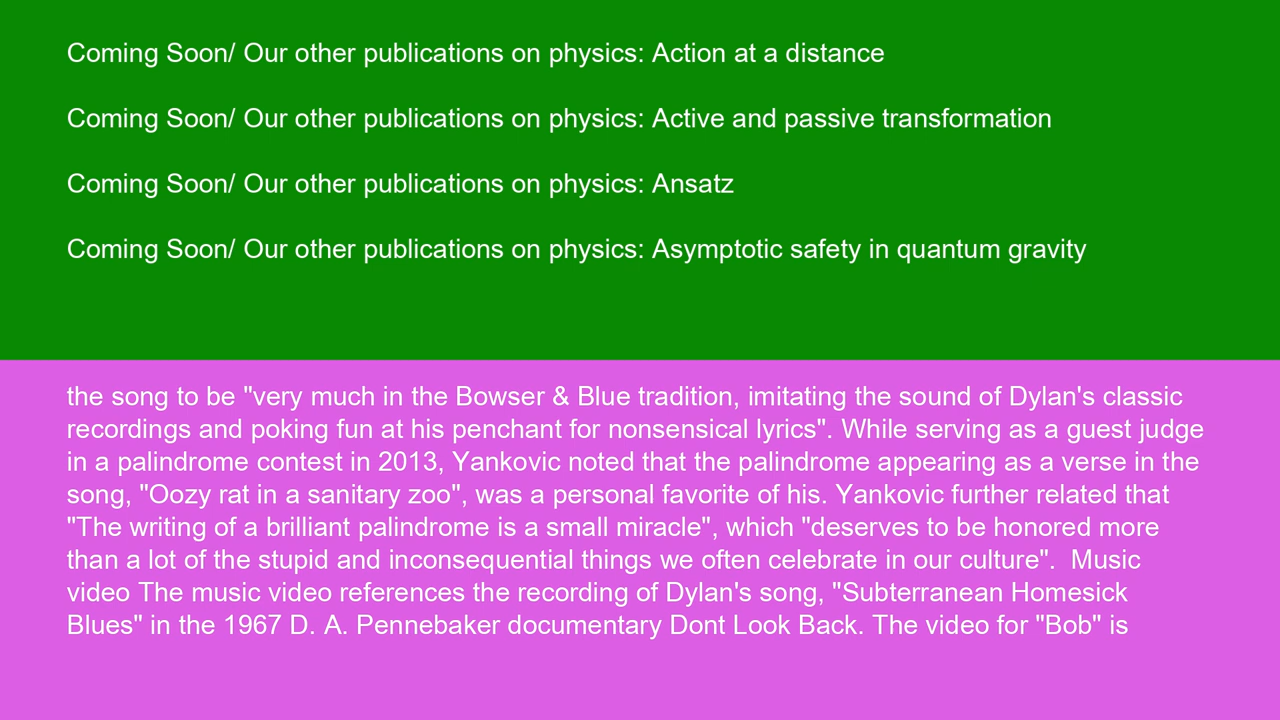 Coming Soon/ Our other publications on physics: Action at a distance
Coming Soon/ Our other publications on physics: Active and passive transformation
Coming Soon/ Our other publications on physics: Ansatz
Coming Soon/ Our other publications on physics: Asymptotic safety in quantum gravity
the song to be "very much in the Bowser & Blue tradition, imitating the sound of Dylan's classic
recordings and poking fun at his penchant for nonsensical lyrics". While serving as a guest judge
in a palindrome contest in 2013, Yankovic noted that the palindrome appearing as a verse in the
song, "Oozy rat in a sanitary zoo", was a personal favorite of his. Yankovic further related that
"The writing of a brilliant palindrome is a small miracle", which "deserves to be honored more
than a lot of the stupid and inconsequential things we often celebrate in our culture".  Music
video The music video references the recording of Dylan's song, "Subterranean Homesick
Blues" in the 1967 D. A. Pennebaker documentary Dont Look Back. The video for "Bob" is